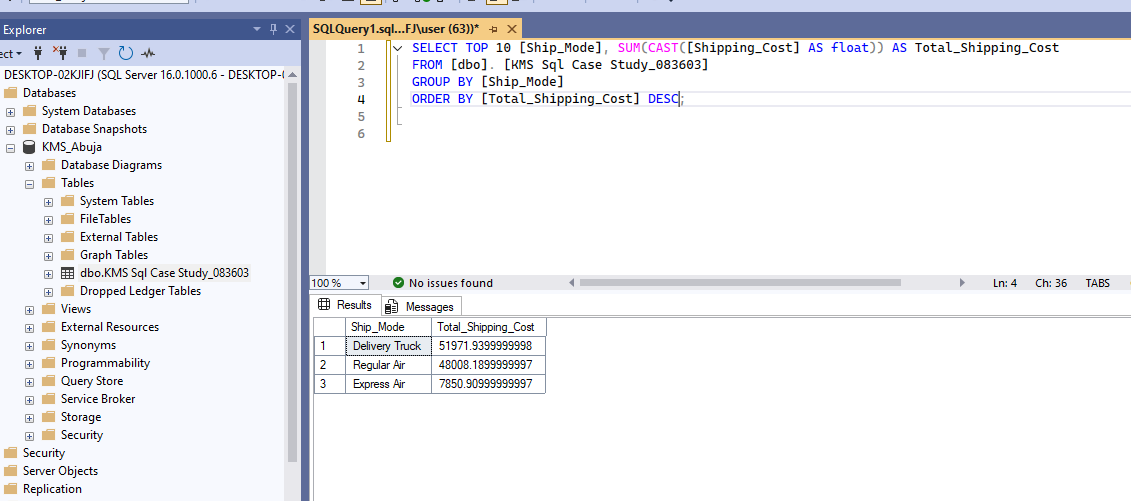 Explorer
SQLQuery1.sql...FJ\user (63))*
ect
DESKTOP-02KJIFJ (SQL Server 16.0.1000.6 - DESKTOP-
Databases
System Databases
Database Snapshots
KMS_Abuja
Database Diagrams
Tables
System Tables
FileTables
External Tables
Graph Tables
dbo.KMS Sql Case Study_083603
Dropped Ledger Tables
Views
External Resources
Synonyms
Programmability
Query Store
Service Broker
Storage
Security
Security
Server Objects
Replication
1 SELECT TOP 10 [Ship_Mode], SUM(CAST([Shipping_Cost] AS float)) AS Total_Shipping_Cost
2 FROM [dbo]. [KMS Sql Case Study_083603]
3 GROUP BY [Ship_Mode]
4 ORDER BY [Total_Shipping_Cost] DESC;
5
6
100 % No issues found Ln: 4 Ch: 36 TABS
Results Messages
Ship_Mode Total_Shipping_Cost
1 Delivery Truck 51971.9399999998
2 Regular Air 48008.1899999997
3 Express Air 7850.90999999997